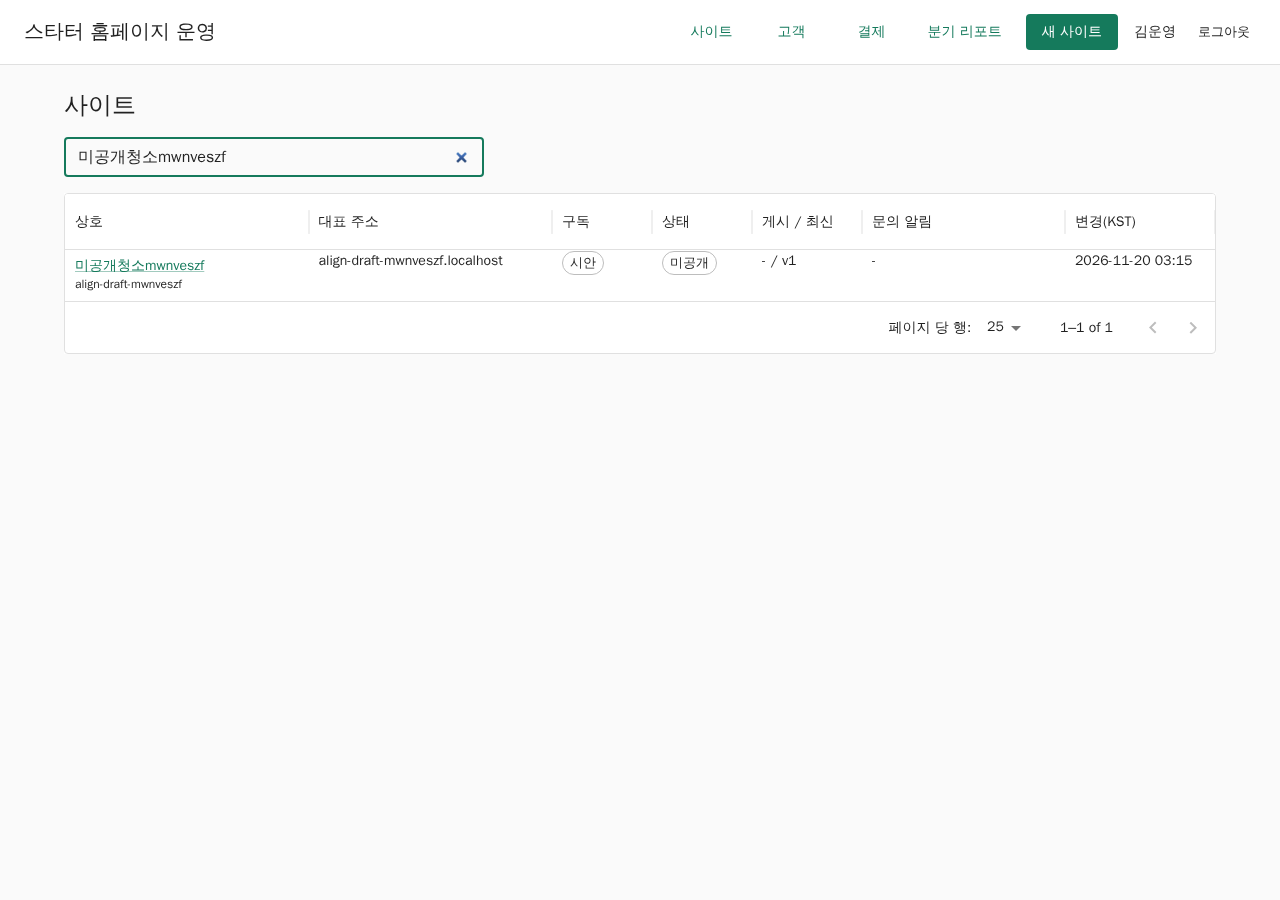 스타터 홈페이지 운영
사이트 고객 결제 분기 리포트 새 사이트 김운영 로그아웃
사이트
미공개청소mwnveszf
상호 대표 주소 구독 상태 게시 / 최신 문의 알림 변경(KST)
미공개청소mwnveszf align-draft-mwnveszf.localhost 시안 미공개 - / v1 - 2026-11-20 03:15
align-draft-mwnveszf
페이지 당 행: 25 1–1 of 1